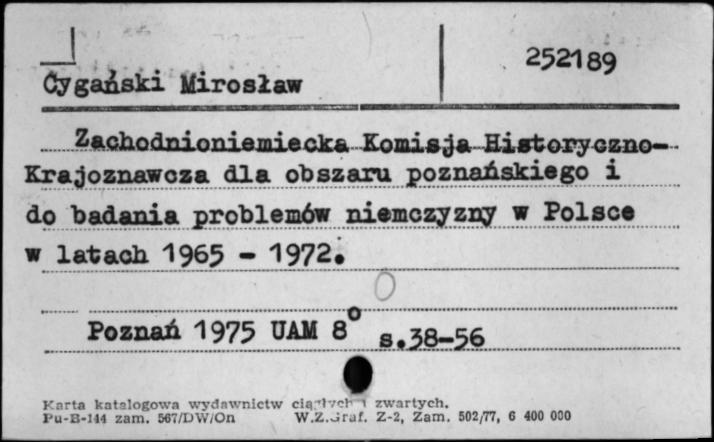 252189
Cygański Mirosław
Zachodnioniemiecka Komisja Historyczno-
Krajoznawcza dla obszaru poznańskiego i
do badania problemów niemczyzny w Polsce
w latach 1965 - 1972.
Poznań 1975 UAM 8° s.38-56
Karta katalogowa wydawnictw ciągłych i zwartych.
Pu-B-144 zam. 567/DW/On W.Z.Graf. Z-2, Zam. 502/77, 6 400 000